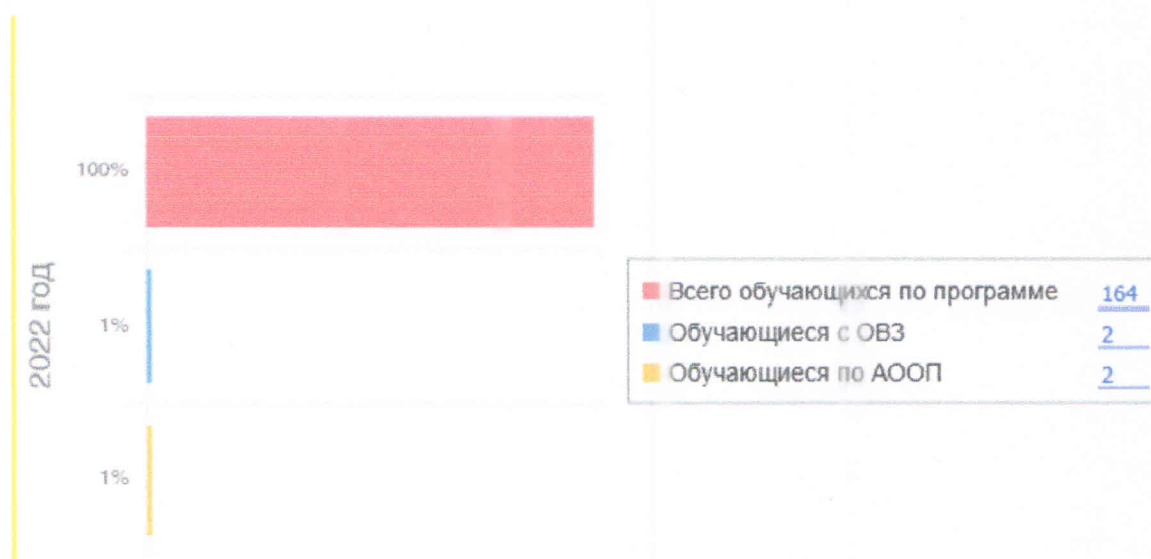 2022 год
100%
1%
1%
Всего обучающихся по программе 164
Обучающиеся с ОВЗ 2
Обучающиеся по АООП 2